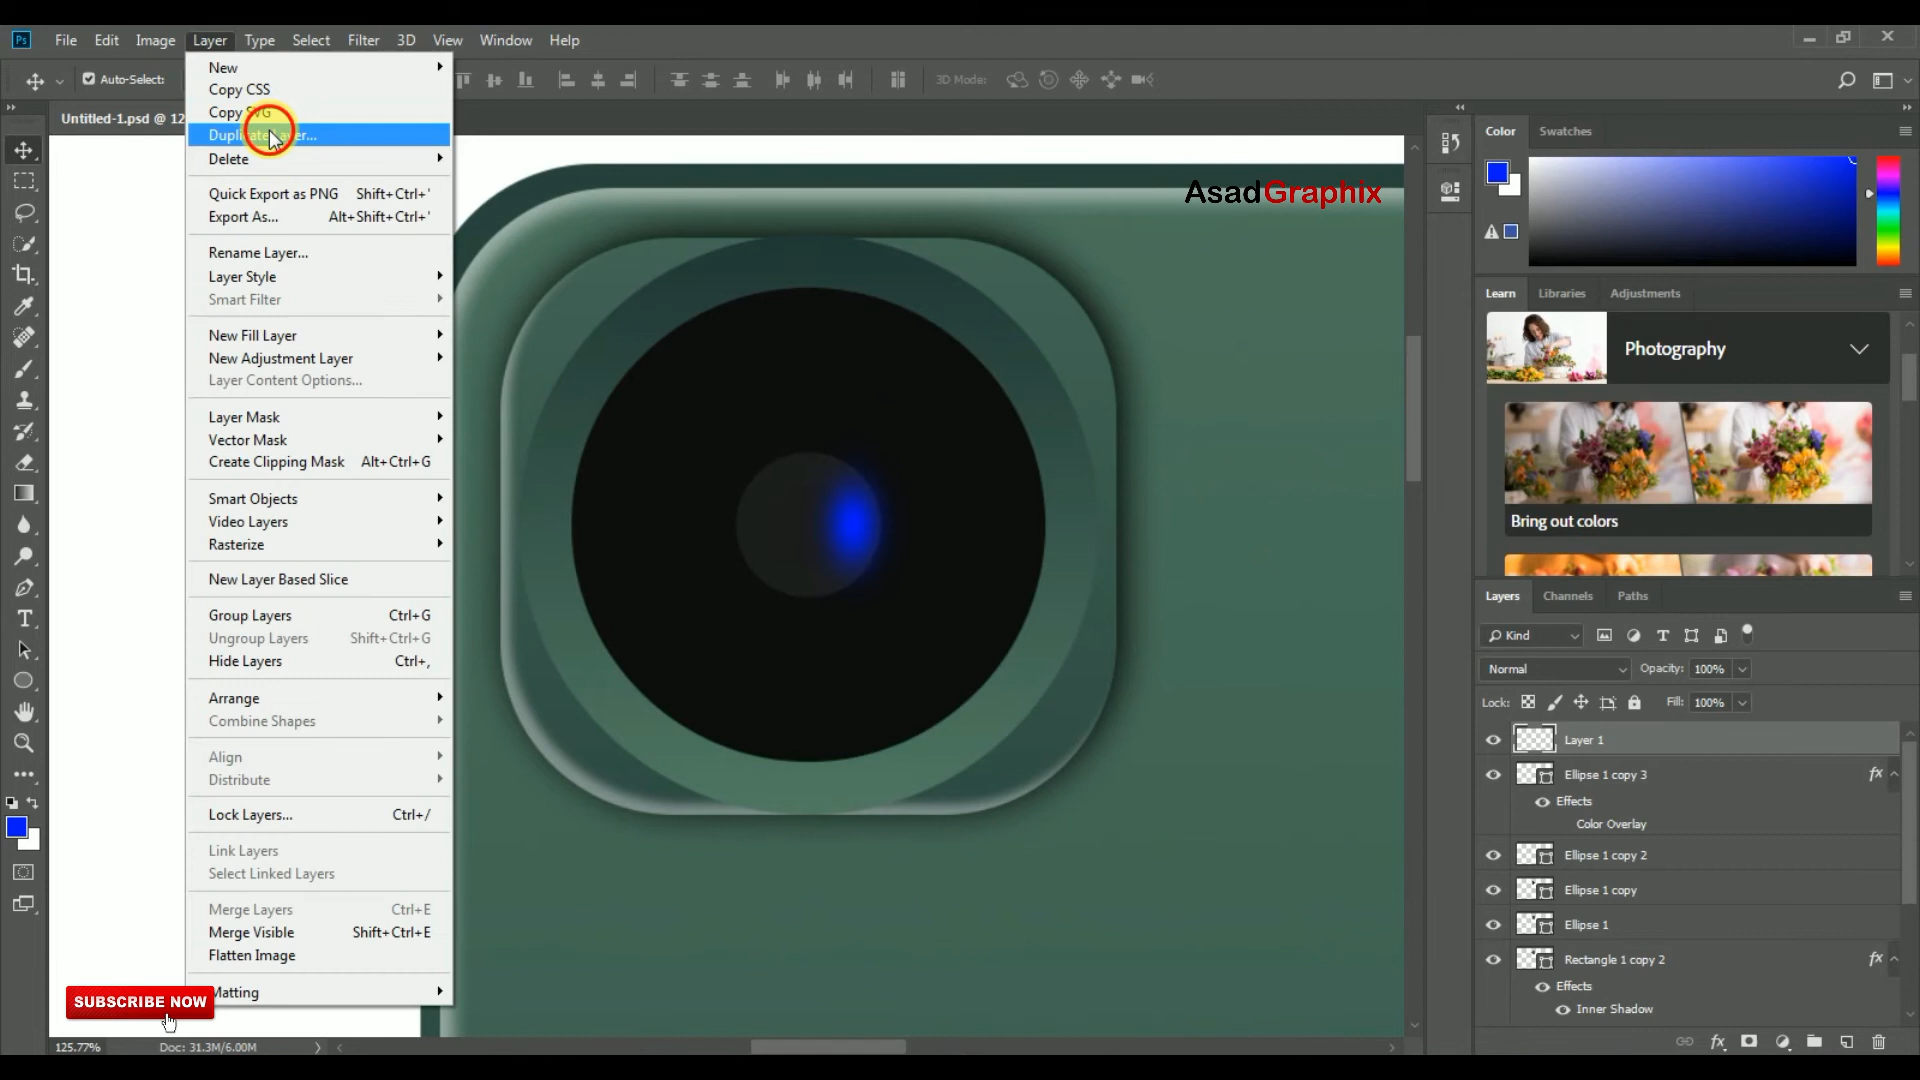 Ps File Edit Image Layer Type Select Filter 3D View Window Help
Auto-Select: 3D Mode:
Untitled-1.psd @ 12
New
Copy CSS
Copy SVG
Duplicate Layer...
Delete
Quick Export as PNG Shift+Ctrl+'
Export As... Alt+Shift+Ctrl+'
Rename Layer...
Layer Style
Smart Filter
New Fill Layer
New Adjustment Layer
Layer Content Options...
Layer Mask
Vector Mask
Create Clipping Mask Alt+Ctrl+G
Smart Objects
Video Layers
Rasterize
New Layer Based Slice
Group Layers Ctrl+G
Ungroup Layers Shift+Ctrl+G
Hide Layers Ctrl+,
Arrange
Combine Shapes
Align
Distribute
Lock Layers... Ctrl+/
Link Layers
Select Linked Layers
Merge Layers Ctrl+E
Merge Visible Shift+Ctrl+E
Flatten Image
Matting
SUBSCRIBE NOW
125.77% Doc: 31.3M/6.00M
AsadGraphix
Color Swatches
Learn Libraries Adjustments
Photography
Bring out colors
Layers Channels Paths
Kind
Normal Opacity: 100%
Lock: Fill: 100%
Layer 1
Ellipse 1 copy 3 fx
Effects
Color Overlay
Ellipse 1 copy 2
Ellipse 1 copy
Ellipse 1
Rectangle 1 copy 2 fx
Effects
Inner Shadow
fx